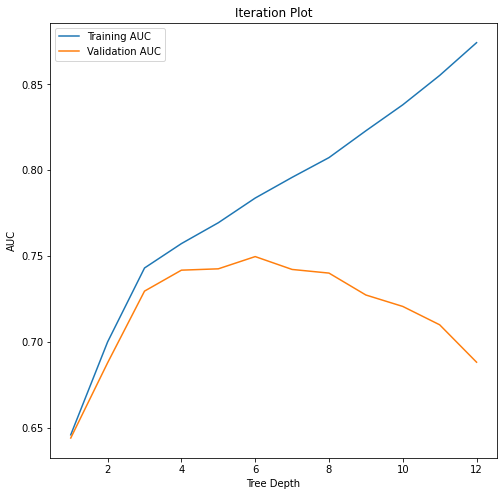 Iteration Plot
Training AUC
Validation AUC
AUC
0.85
0.80
0.75
0.70
0.65
2 4 6 8 10 12
Tree Depth